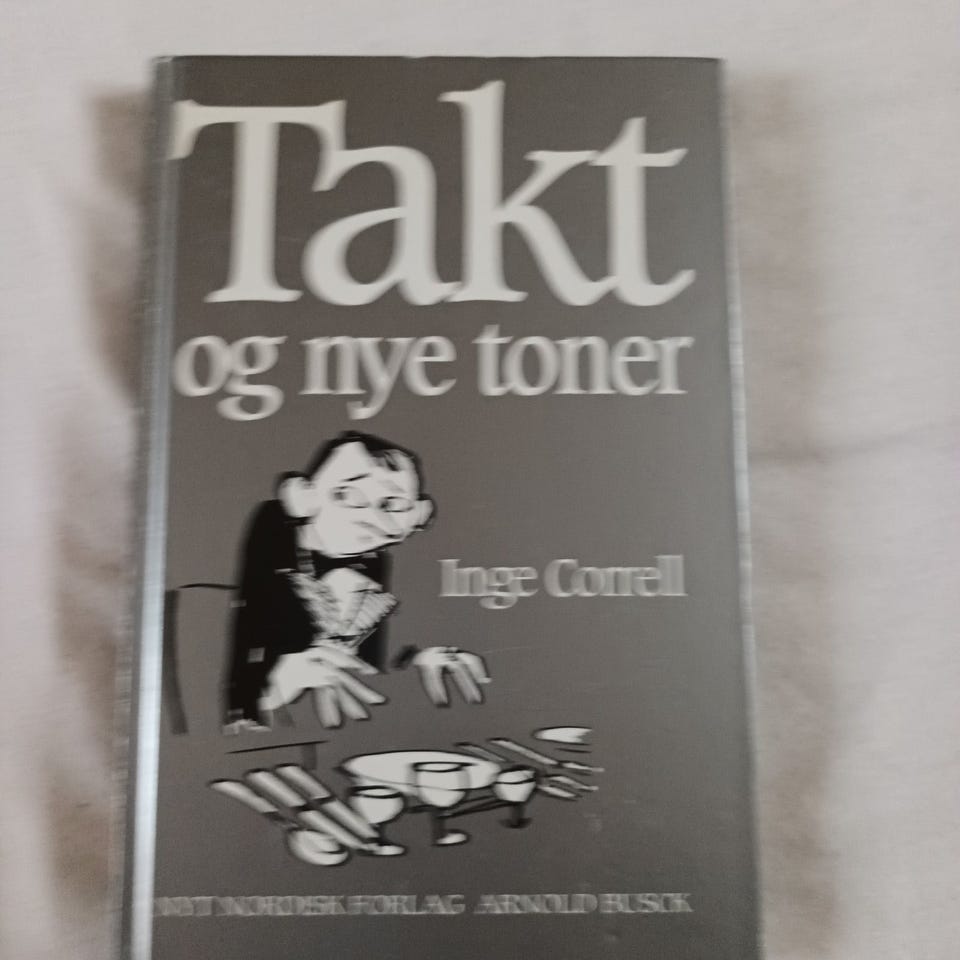 Takt
og nye toner
Inge Correll
NYT NORDISK FORLAG ARNOLD BUSCK